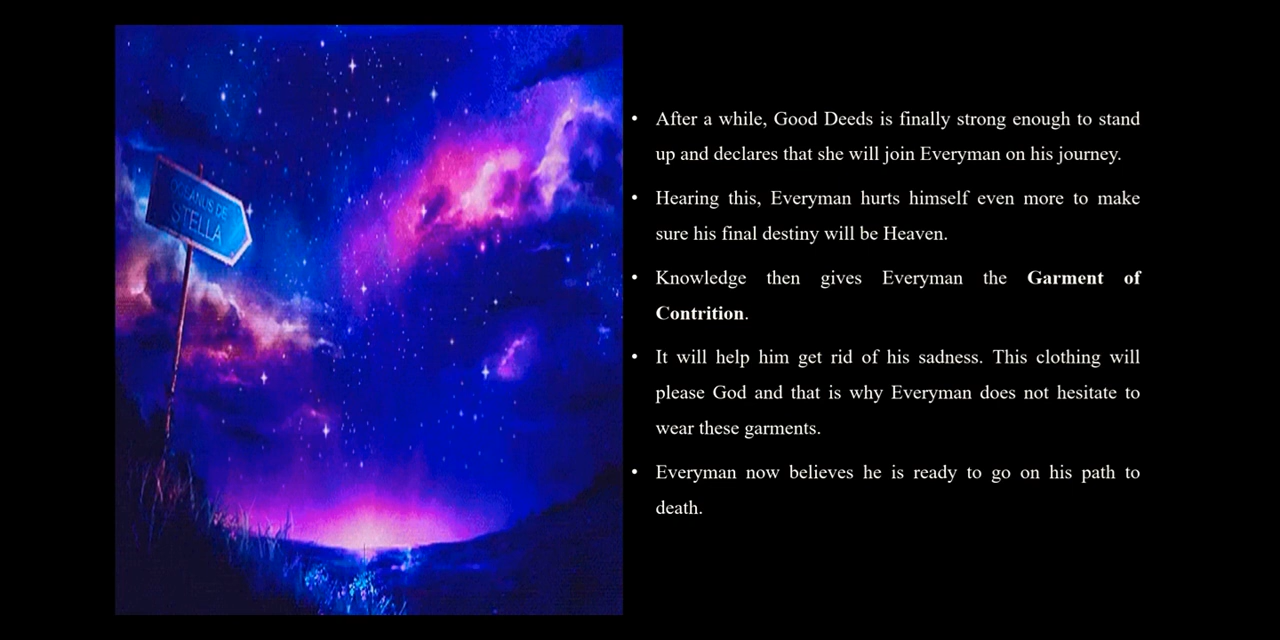 OCEANUS DE
STELLA
• After a while, Good Deeds is finally strong enough to stand
up and declares that she will join Everyman on his journey.
• Hearing this, Everyman hurts himself even more to make
sure his final destiny will be Heaven.
• Knowledge then gives Everyman the Garment of
Contrition.
• It will help him get rid of his sadness. This clothing will
please God and that is why Everyman does not hesitate to
wear these garments.
• Everyman now believes he is ready to go on his path to
death.